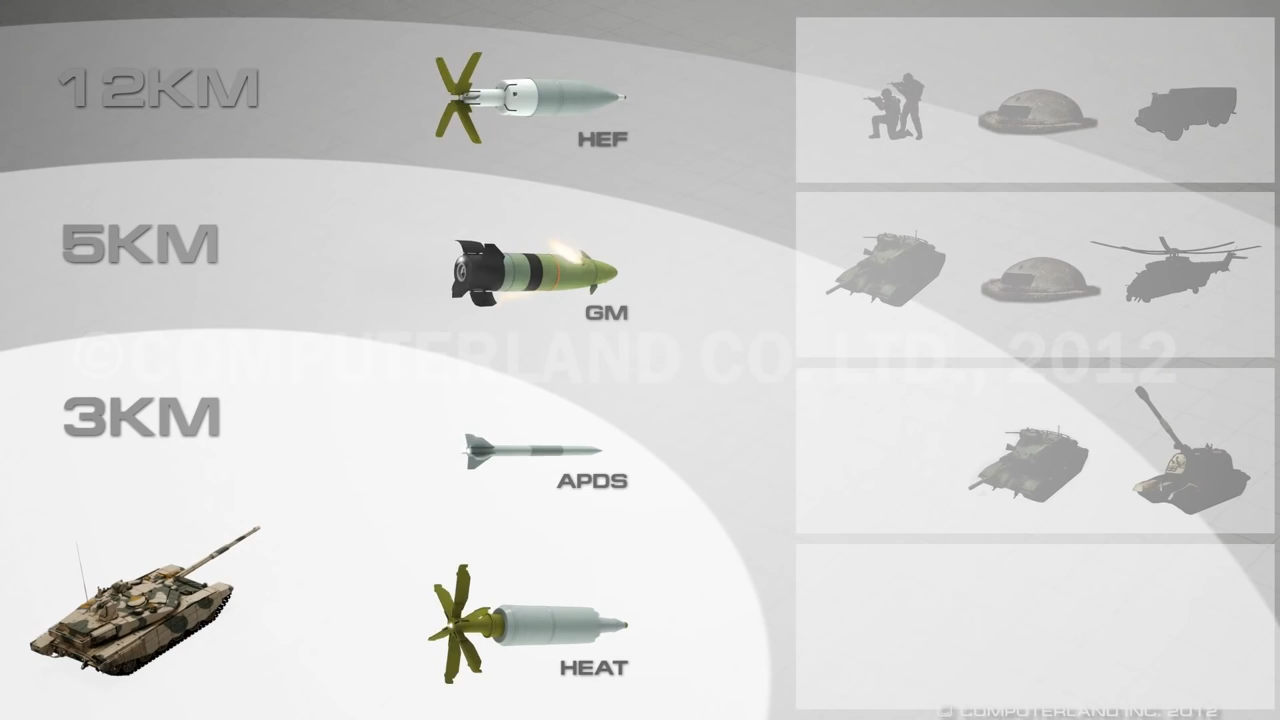 12KM
HEF
5KM
GM
©COMPUTERLAND CO. LTD., 2012
3KM
APDS
HEAT
© COMPUTERLAND INC. 2012